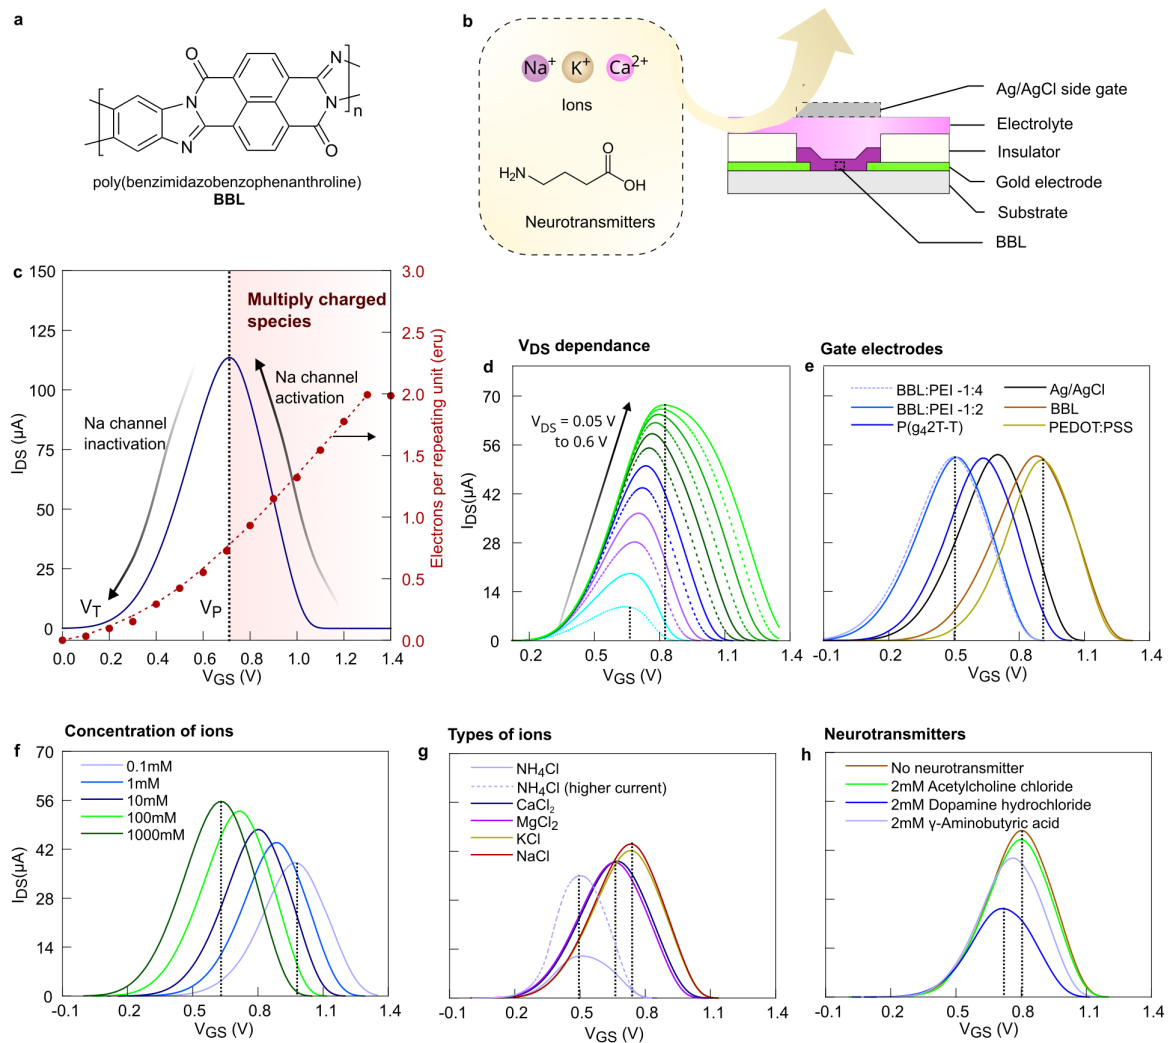 a
O
N
N
N
N
O
n
poly(benzimidazobenzophenanthroline)
BBL
b
Na+
K+
Ca2+
Ions
H2N
O
OH
Neurotransmitters
Ag/AgCl side gate
Electrolyte
Insulator
Gold electrode
Substrate
BBL
c
150
125
100
75
50
25
0
IDS (µA)
3.0
2.5
2.0
1.5
1.0
0.5
0.0
Electrons per repeating unit (eru)
Multiply charged
species
Na channel
activation
Na channel
inactivation
VT
VP
0.0 0.2 0.4 0.6 0.8 1.0 1.2 1.4
VGS (V)
d
VDS dependance
70
56
42
28
14
0
IDS(µA)
VDS = 0.05 V
to 0.6 V
0.2 0.5 0.8 1.1 1.4
VGS (V)
e
Gate electrodes
BBL:PEI -1:4
BBL:PEI -1:2
P(g42T-T)
Ag/AgCl
BBL
PEDOT:PSS
-0.1 0.2 0.5 0.8 1.1 1.4
VGS (V)
f
Concentration of ions
70
56
42
28
14
0
IDS(µA)
0.1mM
1mM
10mM
100mM
1000mM
-0.1 0.2 0.5 0.8 1.1 1.4
VGS (V)
g
Types of ions
NH4Cl
NH4Cl (higher current)
CaCl2
MgCl2
KCl
NaCl
-0.1 0.2 0.5 0.8 1.1 1.4
VGS (V)
h
Neurotransmitters
No neurotransmitter
2mM Acetylcholine chloride
2mM Dopamine hydrochloride
2mM γ-Aminobutyric acid
-0.1 0.2 0.5 0.8 1.1 1.4
VGS (V)